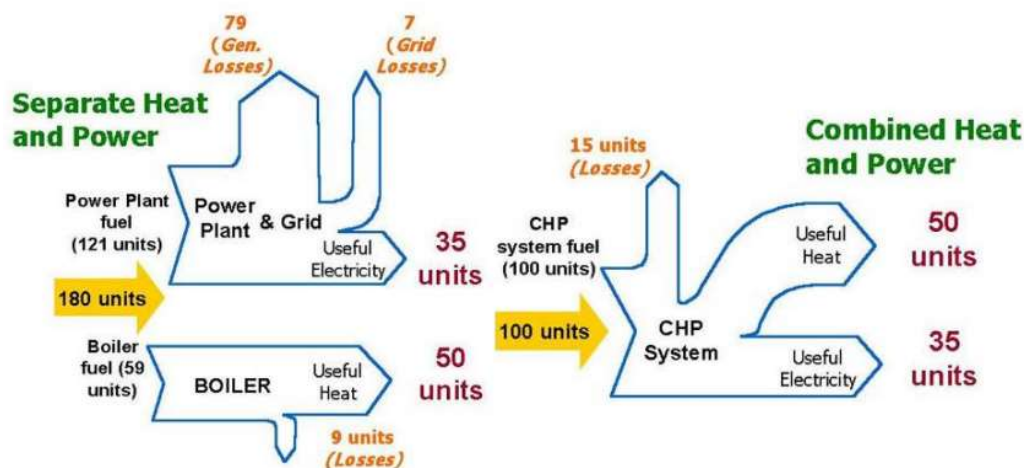 79
(Gen.
Losses)
7
(Grid
Losses)
Separate Heat
and Power
Power Plant
fuel
(121 units)
Power
Plant
& Grid
Useful
Electricity
35
units
180 units
Boiler
fuel (59
units)
BOILER
Useful
Heat
50
units
9 units
(Losses)
Combined Heat
and Power
15 units
(Losses)
CHP
system fuel
(100 units)
Useful
Heat
50
units
100 units
CHP
System
Useful
Electricity
35
units